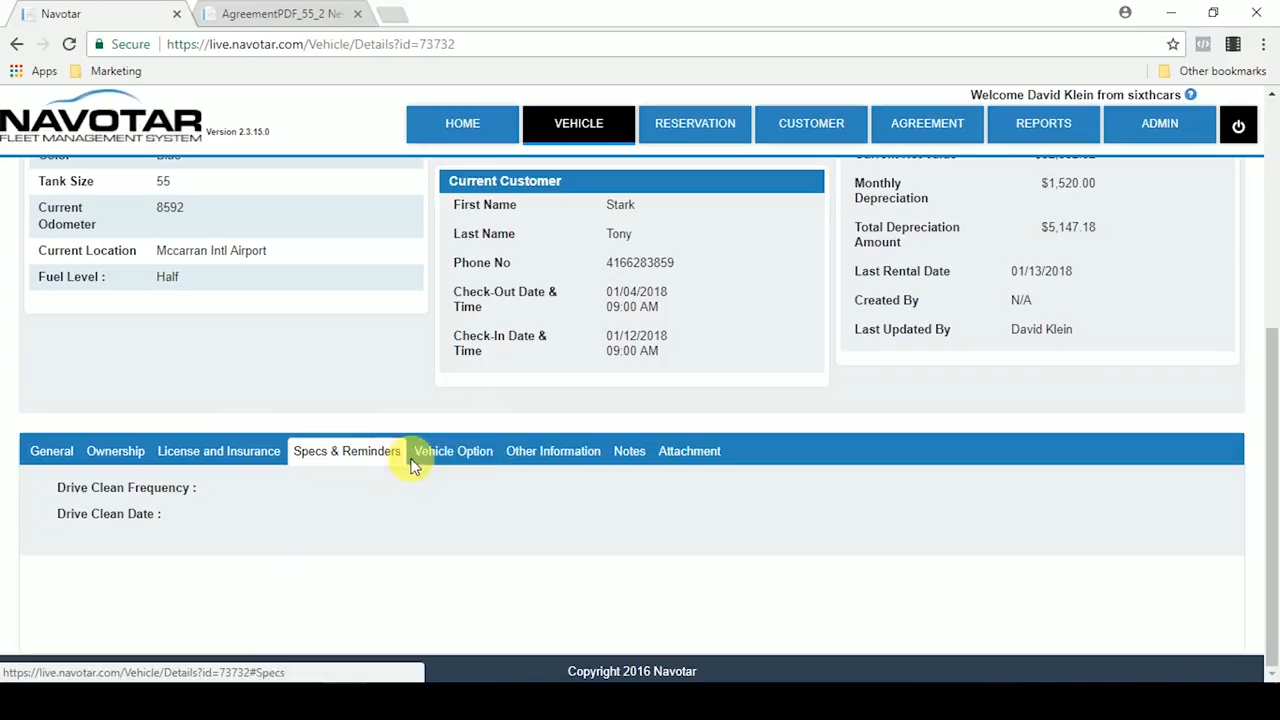 Navotar
AgreementPDF_55_2 Ne
Secure https://live.navotar.com/Vehicle/Details?id=73732
Apps Marketing Other bookmarks
Welcome David Klein from sixthcars
NAVOTAR
FLEET MANAGEMENT SYSTEM
Version 2.3.15.0
HOME VEHICLE RESERVATION CUSTOMER AGREEMENT REPORTS ADMIN
Tank Size 55
Current Odometer 8592
Current Location Mccarran Intl Airport
Fuel Level : Half
Current Customer
First Name Stark
Last Name Tony
Phone No 4166283859
Check-Out Date & Time 01/04/2018 09:00 AM
Check-In Date & Time 01/12/2018 09:00 AM
Monthly Depreciation $1,520.00
Total Depreciation Amount $5,147.18
Last Rental Date 01/13/2018
Created By N/A
Last Updated By David Klein
General Ownership License and Insurance Specs & Reminders Vehicle Option Other Information Notes Attachment
Drive Clean Frequency :
Drive Clean Date :
https://live.navotar.com/Vehicle/Details?id=73732#Specs
Copyright 2016 Navotar